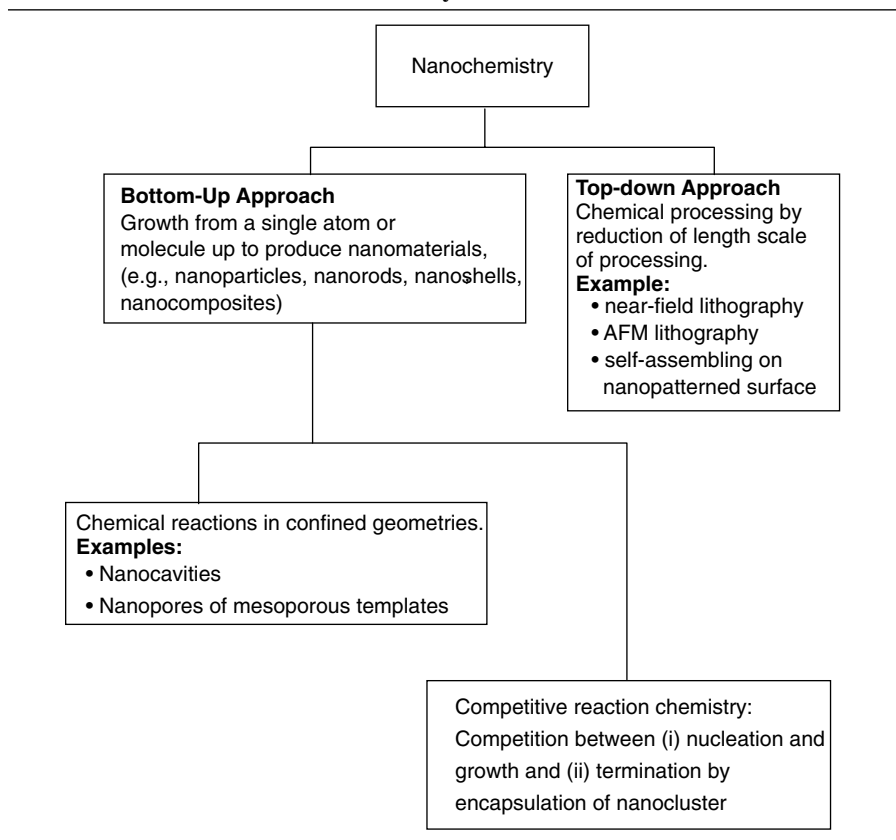 Nanochemistry
Bottom-Up Approach
Growth from a single atom or
molecule up to produce nanomaterials,
(e.g., nanoparticles, nanorods, nanoshells,
nanocomposites)
Top-down Approach
Chemical processing by
reduction of length scale
of processing.
Example:
• near-field lithography
• AFM lithography
• self-assembling on
nanopatterned surface
Chemical reactions in confined geometries.
Examples:
• Nanocavities
• Nanopores of mesoporous templates
Competitive reaction chemistry:
Competition between (i) nucleation and
growth and (ii) termination by
encapsulation of nanocluster